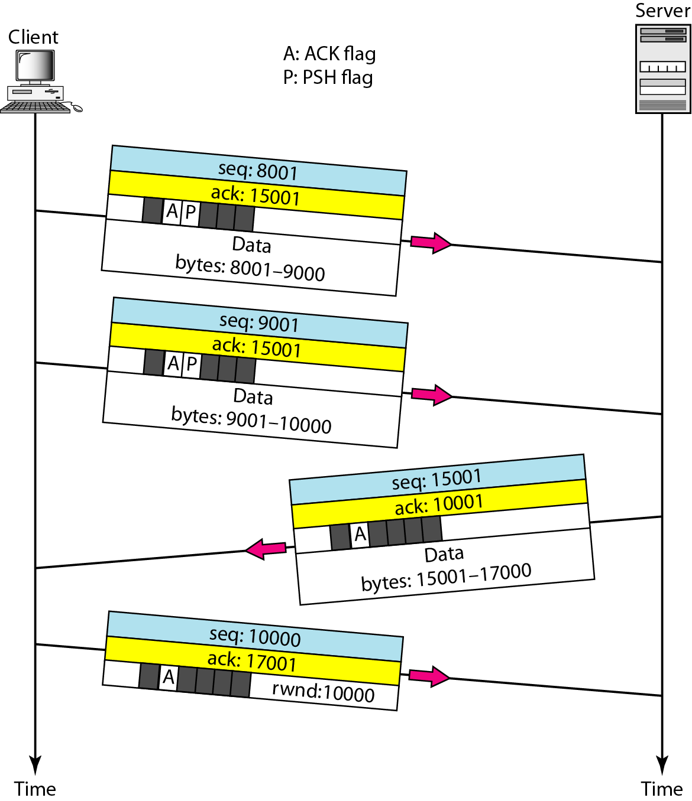 Client
Server
A: ACK flag
P: PSH flag
seq: 8001
ack: 15001
A P
Data
bytes: 8001–9000
seq: 9001
ack: 15001
A P
Data
bytes: 9001–10000
seq: 15001
ack: 10001
A
Data
bytes: 15001–17000
seq: 10000
ack: 17001
A
rwnd:10000
Time
Time